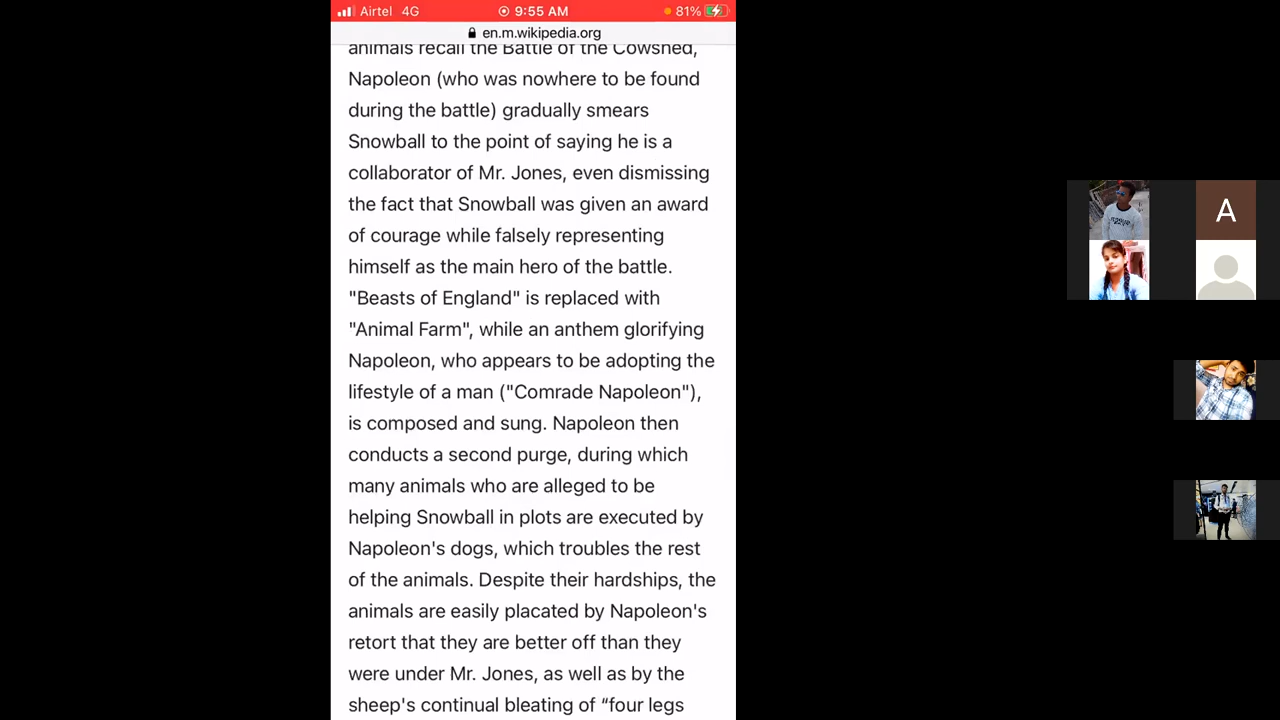 Airtel 4G 9:55 AM 81%
en.m.wikipedia.org
animals recall the Battle of the Cowshed,
Napoleon (who was nowhere to be found
during the battle) gradually smears
Snowball to the point of saying he is a
collaborator of Mr. Jones, even dismissing
the fact that Snowball was given an award
of courage while falsely representing
himself as the main hero of the battle.
"Beasts of England" is replaced with
"Animal Farm", while an anthem glorifying
Napoleon, who appears to be adopting the
lifestyle of a man ("Comrade Napoleon"),
is composed and sung. Napoleon then
conducts a second purge, during which
many animals who are alleged to be
helping Snowball in plots are executed by
Napoleon's dogs, which troubles the rest
of the animals. Despite their hardships, the
animals are easily placated by Napoleon's
retort that they are better off than they
were under Mr. Jones, as well as by the
sheep's continual bleating of “four legs
A